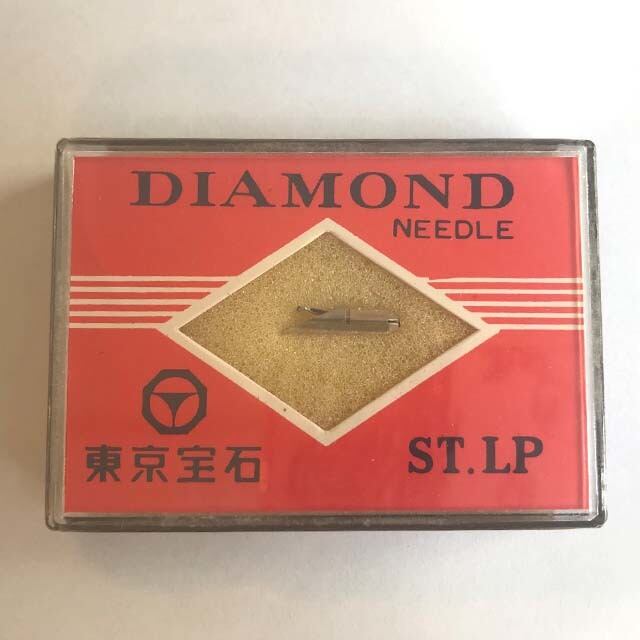 DIAMOND
NEEDLE
東京宝石
ST.LP